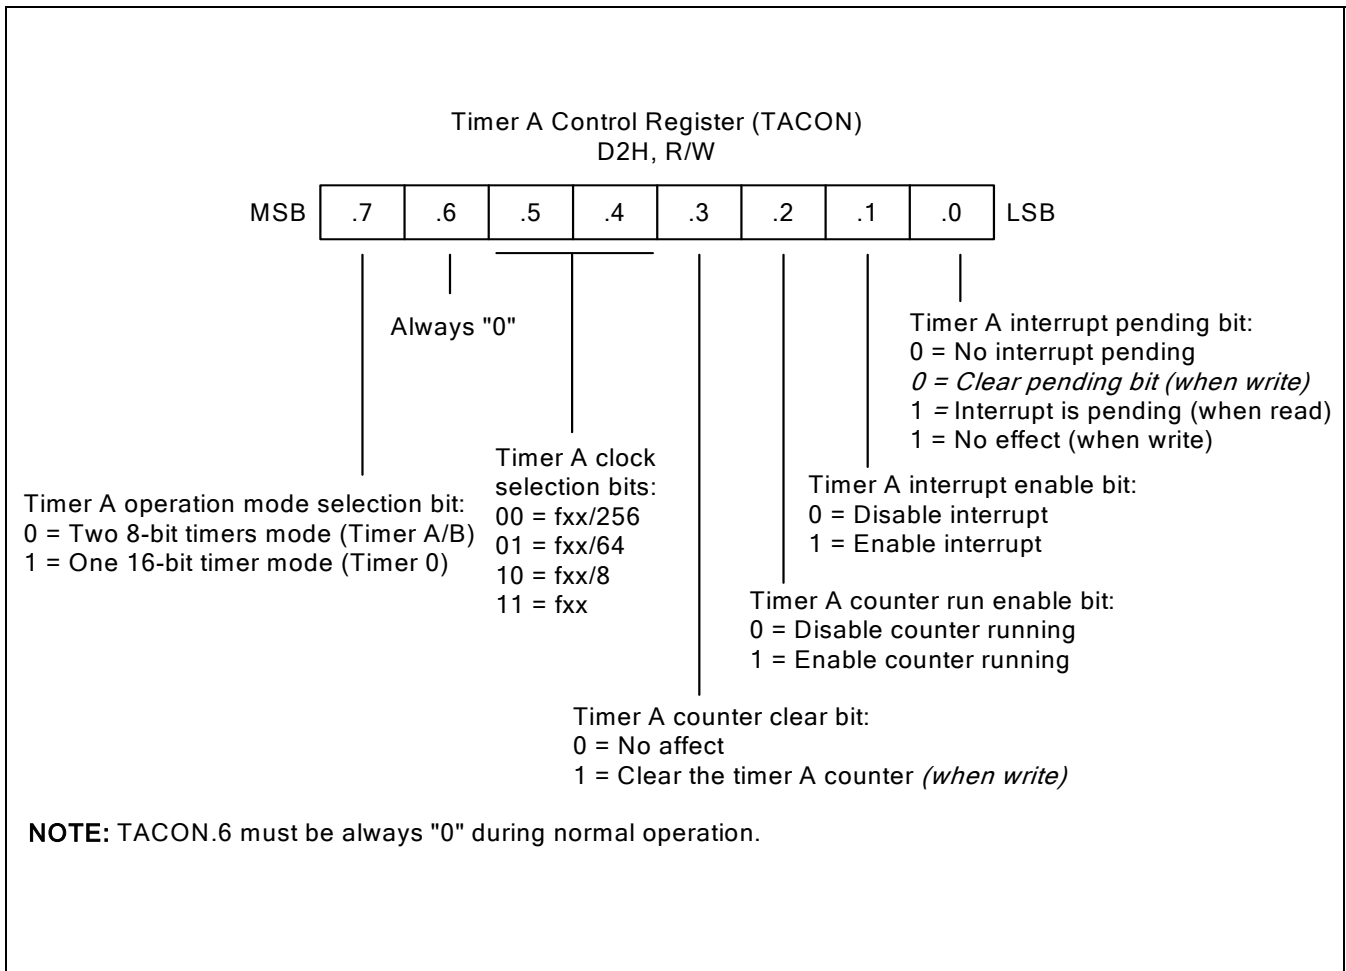 Timer A Control Register (TACON)
D2H, R/W
MSB .7 .6 .5 .4 .3 .2 .1 .0 LSB
Always "0"
Timer A interrupt pending bit:
0 = No interrupt pending
0 = Clear pending bit (when write)
1 = Interrupt is pending (when read)
1 = No effect (when write)
Timer A clock
selection bits:
00 = fxx/256
01 = fxx/64
10 = fxx/8
11 = fxx
Timer A operation mode selection bit:
0 = Two 8-bit timers mode (Timer A/B)
1 = One 16-bit timer mode (Timer 0)
Timer A interrupt enable bit:
0 = Disable interrupt
1 = Enable interrupt
Timer A counter run enable bit:
0 = Disable counter running
1 = Enable counter running
Timer A counter clear bit:
0 = No affect
1 = Clear the timer A counter (when write)
NOTE: TACON.6 must be always "0" during normal operation.